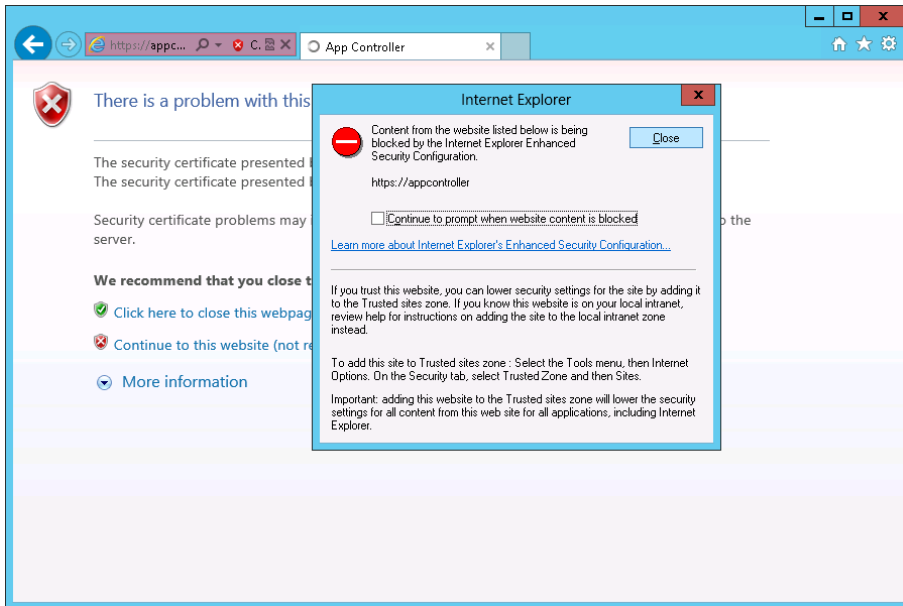 https://appc...
C...
App Controller
There is a problem with this
The security certificate presented
The security certificate presented
Security certificate problems may
o the
server.
We recommend that you close t
Click here to close this webpag
Continue to this website (not re
More information
Internet Explorer
Content from the website listed below is being
blocked by the Internet Explorer Enhanced
Security Configuration.
Close
https://appcontroller
Continue to prompt when website content is blocked
Learn more about Internet Explorer's Enhanced Security Configuration...
If you trust this website, you can lower security settings for the site by adding it
to the Trusted sites zone. If you know this website is on your local intranet,
review help for instructions on adding the site to the local intranet zone
instead.
To add this site to Trusted sites zone : Select the Tools menu, then Internet
Options. On the Security tab, select Trusted Zone and then Sites.
Important: adding this website to the Trusted sites zone will lower the security
settings for all content from this web site for all applications, including Internet
Explorer.